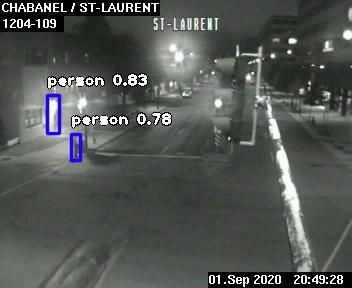 CHABANEL / ST-LAURENT
1204-109
ST-LAURENT
person 0.83
person 0.78
01.Sep 2020 20:49:28